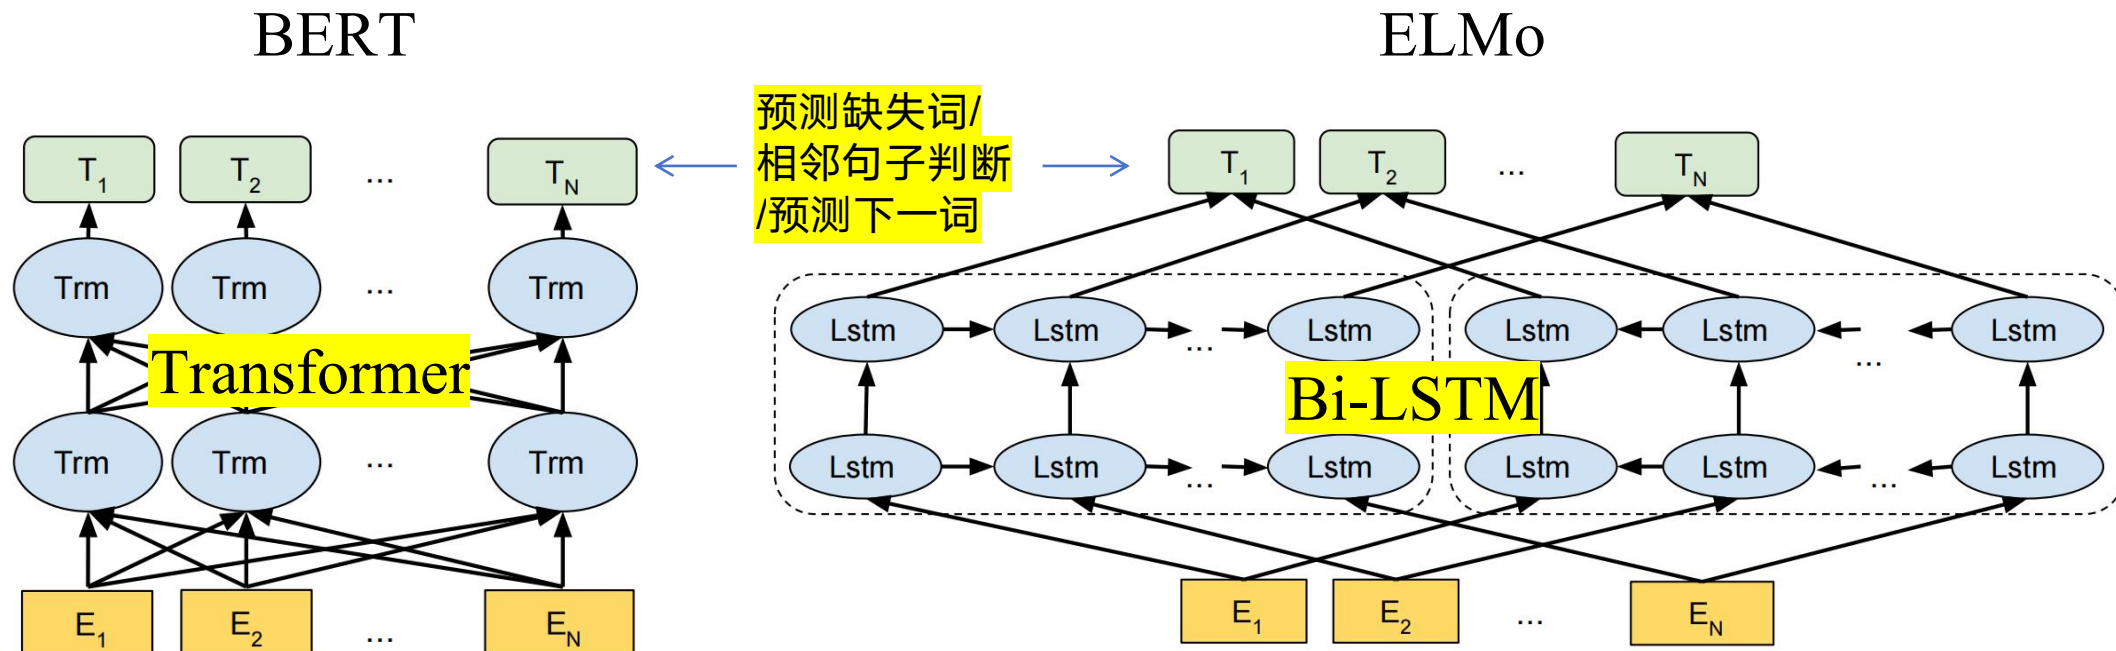 BERT
ELMo
预测缺失词/
相邻句子判断
/预测下一词
T1 T2 ... TN
T1 T2 ... TN
Trm Trm ... Trm
Transformer
Trm Trm ... Trm
E1 E2 ... EN
Lstm Lstm ... Lstm Lstm Lstm ... Lstm
Bi-LSTM
Lstm Lstm ... Lstm Lstm Lstm ... Lstm
E1 E2 ... EN